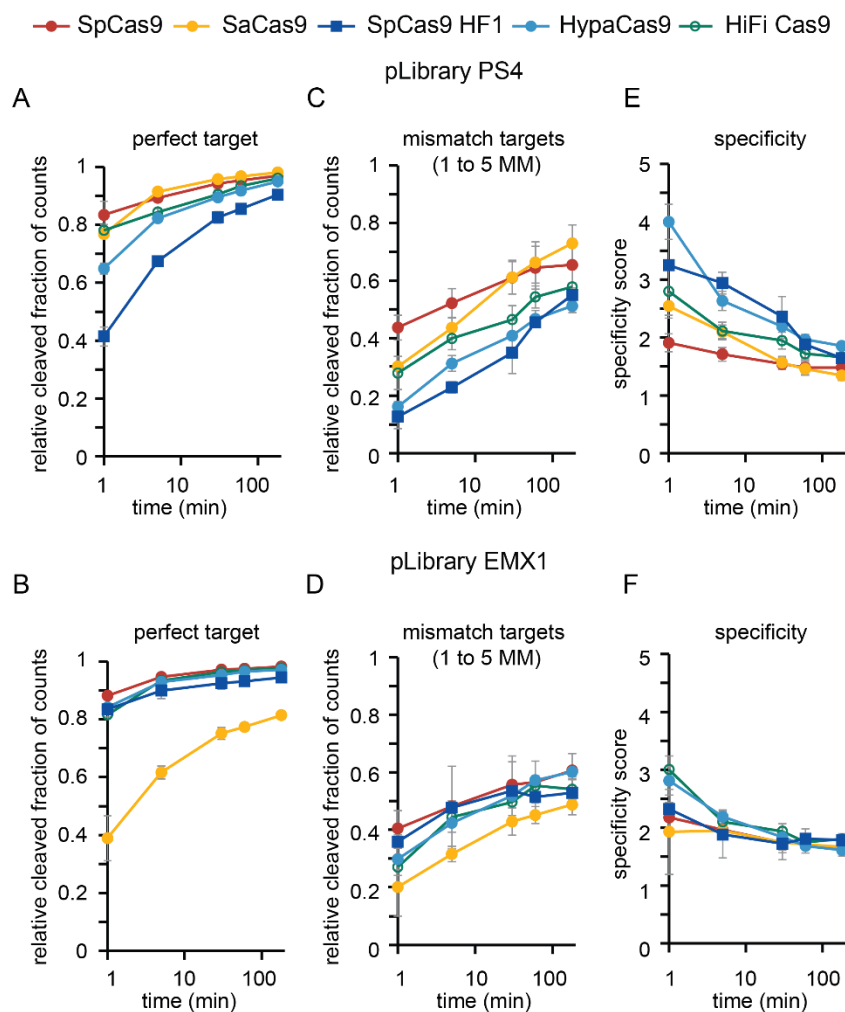 SpCas9 SaCas9 SpCas9 HF1 HypaCas9 HiFi Cas9
pLibrary PS4
A C E
perfect target
relative cleaved fraction of counts
1
0.8
0.6
0.4
0.2
0
1 10 100
time (min)
mismatch targets
(1 to 5 MM)
relative cleaved fraction of counts
1
0.8
0.6
0.4
0.2
0
1 10 100
time (min)
specificity
specificity score
5
4
3
2
1
0
1 10 100
time (min)
pLibrary EMX1
B D F
perfect target
relative cleaved fraction of counts
1
0.8
0.6
0.4
0.2
0
1 10 100
time (min)
mismatch targets
(1 to 5 MM)
relative cleaved fraction of counts
1
0.8
0.6
0.4
0.2
0
1 10 100
time (min)
specificity
specificity score
5
4
3
2
1
0
1 10 100
time (min)